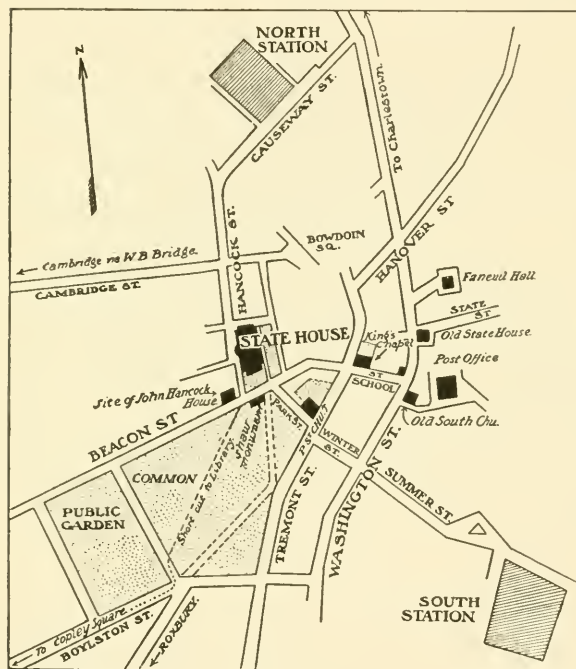 N
NORTH
STATION
CAUSEWAY ST.
To Charlestown.
HANOVER ST
BOWDOIN
SQ.
Cambridge via W.B. Bridge.
CAMBRIDGE ST.
HANCOCK ST.
Faneuil Hall.
STATE
ST
STATE HOUSE
King's
Chapel
Old State House
Post Office
ST
SCHOOL
Site of John Hancock
House
Old South Chu.
BEACON ST
PARK ST.
P. ST. CHU.
WINTER
ST.
Shaw
monument
Short cut to Library.
COMMON
PUBLIC
GARDEN
TREMONT ST.
WASHINGTON ST.
SUMMER ST.
SOUTH
STATION
To Copley Square
BOYLSTON ST.
ROXBURY.